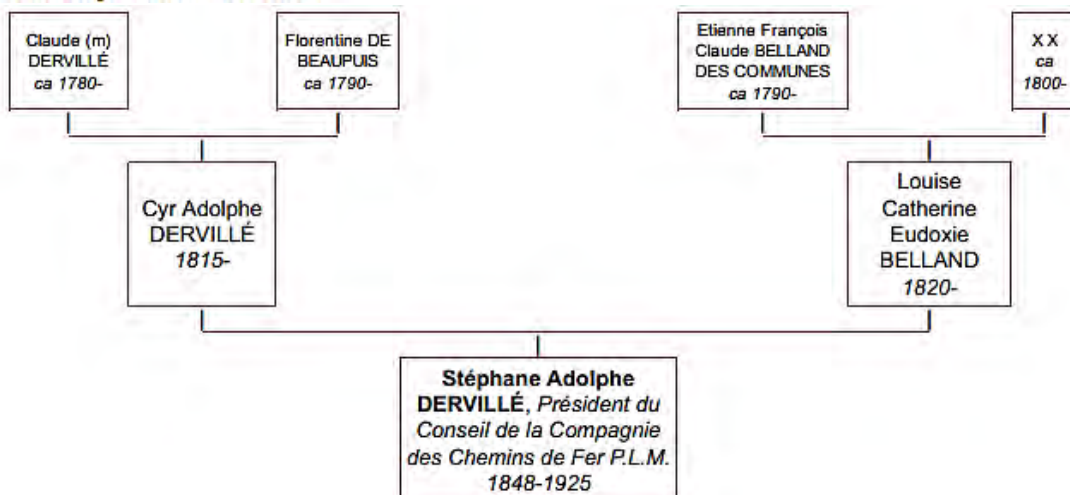 Claude (m)
DERVILLÉ
ca 1780-
Florentine DE
BEAUPUIS
ca 1790-
Etienne François
Claude BELLAND
DES COMMUNES
ca 1790-
X X
ca
1800-
Cyr Adolphe
DERVILLÉ
1815-
Louise
Catherine
Eudoxie
BELLAND
1820-
Stéphane Adolphe
DERVILLÉ, Président du
Conseil de la Compagnie
des Chemins de Fer P.L.M.
1848-1925